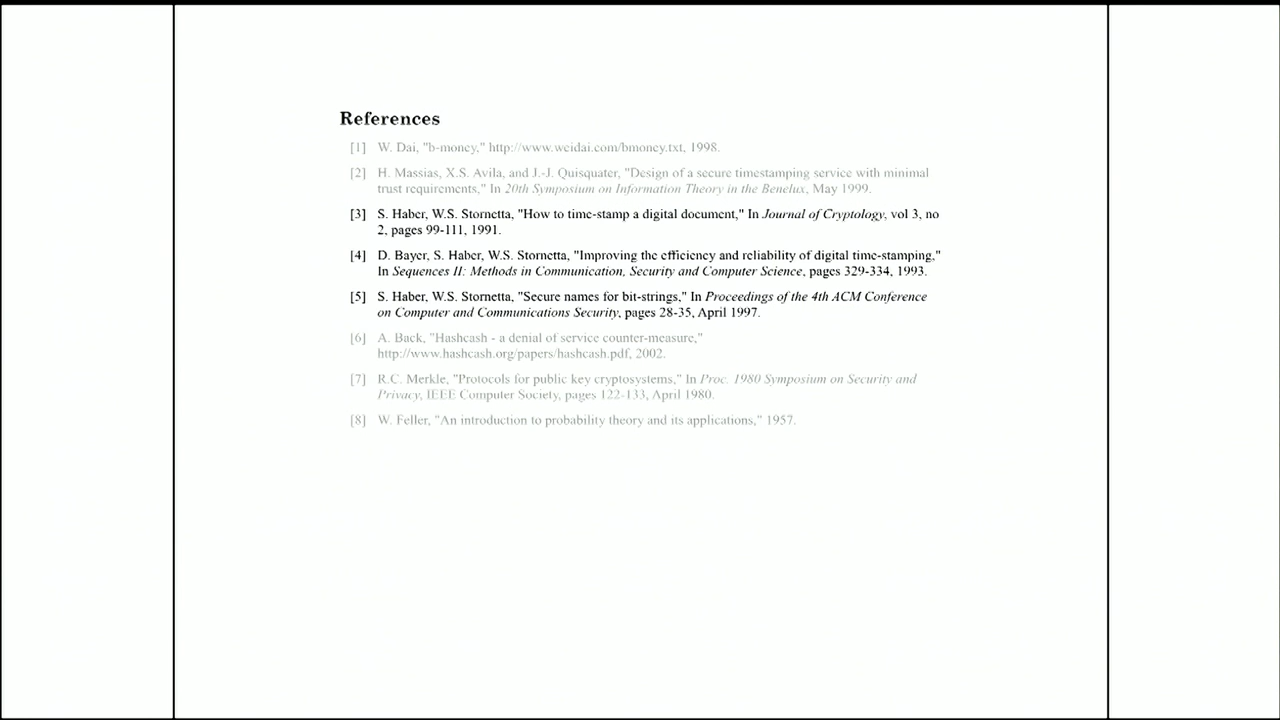 References
[1] W. Dai, "b-money," http://www.weidai.com/bmoney.txt, 1998.
[2] H. Massias, X.S. Avila, and J.-J. Quisquater, "Design of a secure timestamping service with minimal
trust requirements," In 20th Symposium on Information Theory in the Benelux, May 1999.
[3] S. Haber, W.S. Stornetta, "How to time-stamp a digital document," In Journal of Cryptology, vol 3, no
2, pages 99-111, 1991.
[4] D. Bayer, S. Haber, W.S. Stornetta, "Improving the efficiency and reliability of digital time-stamping,"
In Sequences II: Methods in Communication, Security and Computer Science, pages 329-334, 1993.
[5] S. Haber, W.S. Stornetta, "Secure names for bit-strings," In Proceedings of the 4th ACM Conference
on Computer and Communications Security, pages 28-35, April 1997.
[6] A. Back, "Hashcash - a denial of service counter-measure,"
http://www.hashcash.org/papers/hashcash.pdf, 2002.
[7] R.C. Merkle, "Protocols for public key cryptosystems," In Proc. 1980 Symposium on Security and
Privacy, IEEE Computer Society, pages 122-133, April 1980.
[8] W. Feller, "An introduction to probability theory and its applications," 1957.